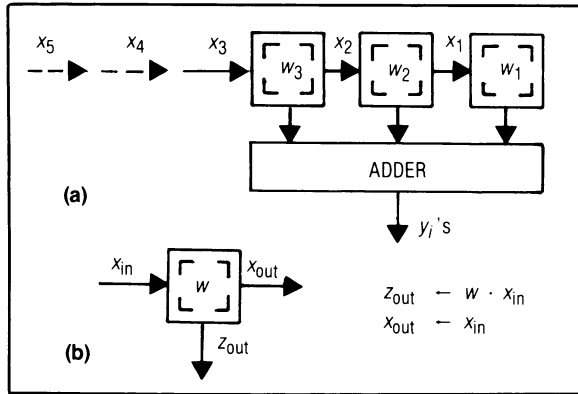 x5 x4 x3 x2 x1
w3 w2 w1
ADDER
(a)
yi's
xin w xout
zout ← w · xin
xout ← xin
zout
(b)